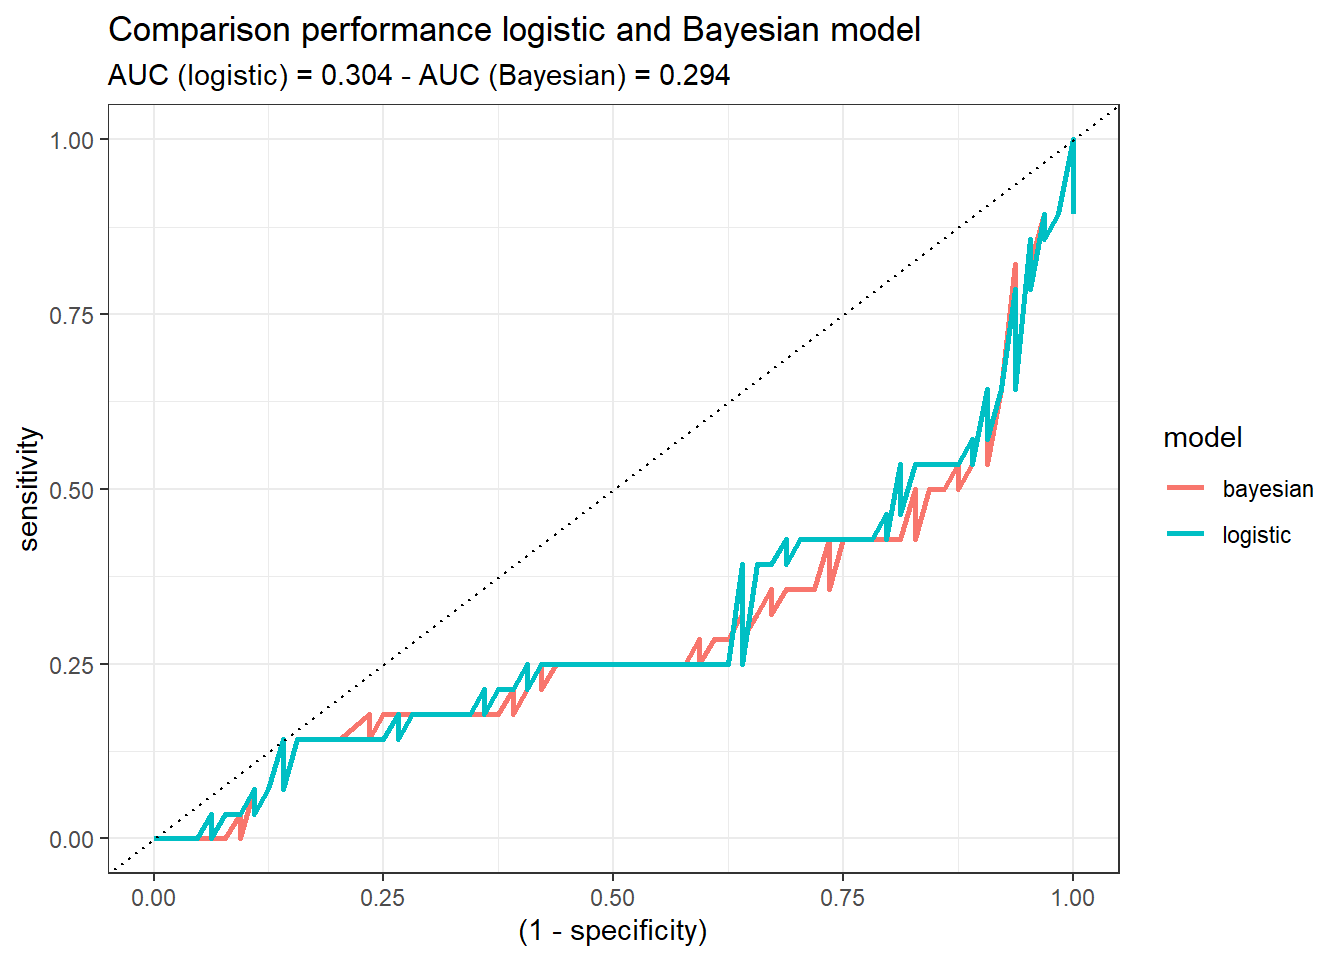 Comparison performance logistic and Bayesian model
AUC (logistic) = 0.304 - AUC (Bayesian) = 0.294
1.00
0.75
0.50
0.25
0.00
sensitivity
0.00 0.25 0.50 0.75 1.00
(1 - specificity)
model
bayesian
logistic